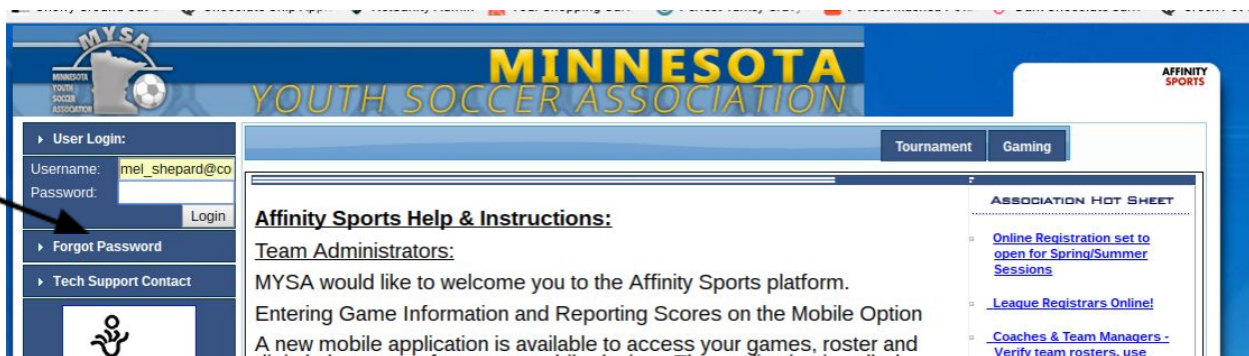 MYSA
MINNESOTA
YOUTH
SOCCER
ASSOCIATION
MINNESOTA
YOUTH SOCCER ASSOCIATION
AFFINITY
SPORTS
User Login:
Username: mel_shepard@co
Password:
Login
Forgot Password
Tech Support Contact
Tournament Gaming
Affinity Sports Help & Instructions:
Team Administrators:
MYSA would like to welcome you to the Affinity Sports platform.
Entering Game Information and Reporting Scores on the Mobile Option
A new mobile application is available to access your games, roster and
ASSOCIATION HOT SHEET
Online Registration set to
open for Spring/Summer
Sessions
League Registrars Online!
Coaches & Team Managers -
Verify team rosters, use